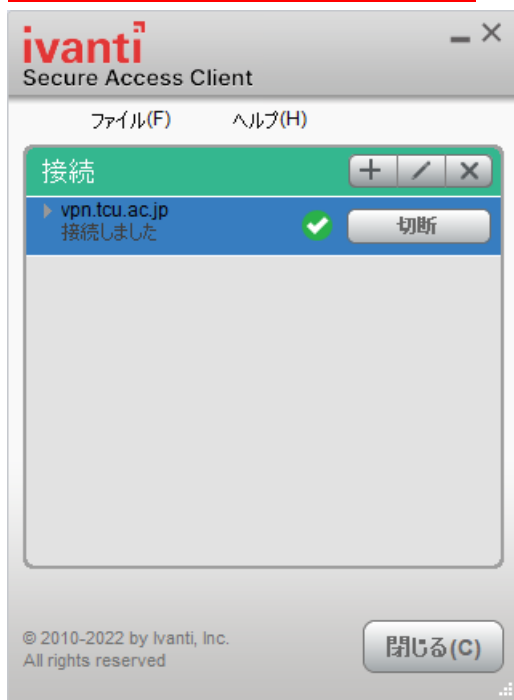 ivanti
Secure Access Client
ファイル(F) ヘルプ(H)
接続
vpn.tcu.ac.jp
接続しました
切断
© 2010-2022 by Ivanti, Inc.
All rights reserved
閉じる(C)